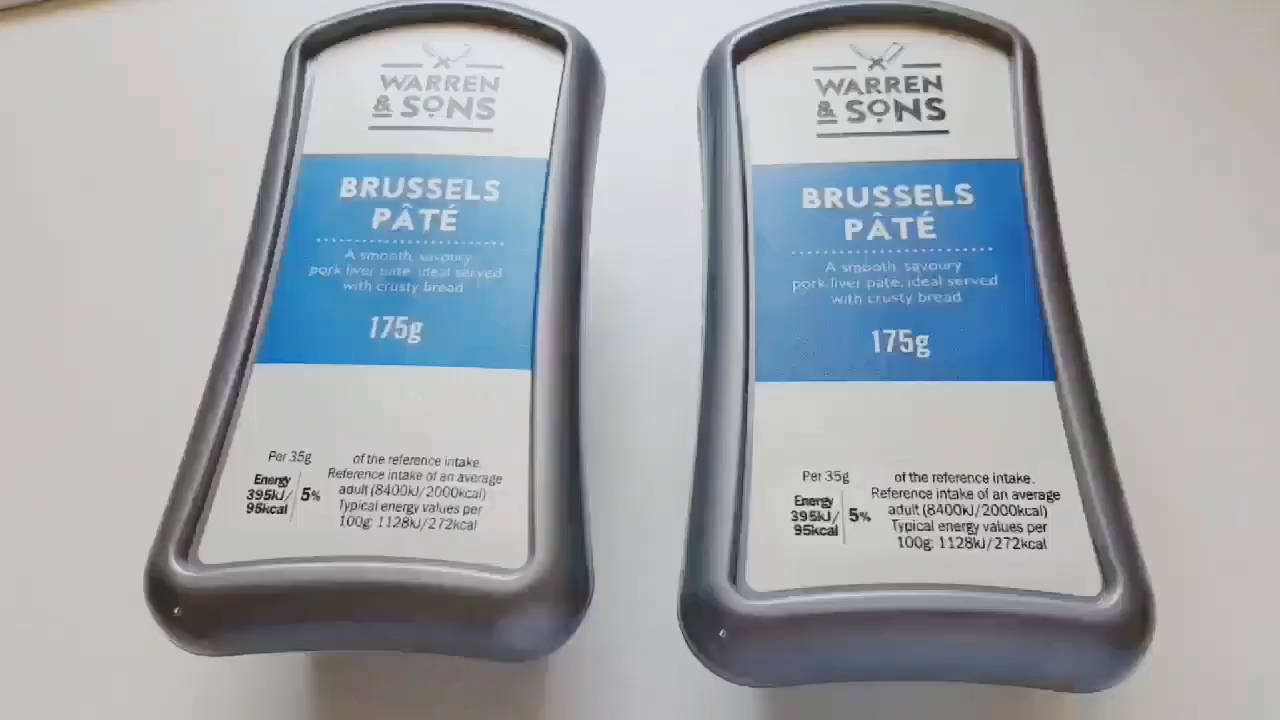 WARREN
& SONS
BRUSSELS
PÂTÉ
A smooth, savoury
pork liver pate, ideal served
with crusty bread
175g
Per 35g
Energy
395kJ/
95kcal
5%
of the reference intake.
Reference intake of an average
adult (8400kJ/2000kcal)
Typical energy values per
100g: 1128kJ/272kcal
WARREN
& SONS
BRUSSELS
PÂTÉ
A smooth, savoury
pork liver pate, ideal served
with crusty bread
175g
Per 35g
Energy
395kJ/
95kcal
5%
of the reference intake.
Reference intake of an average
adult (8400kJ/2000kcal)
Typical energy values per
100g: 1128kJ/272kcal